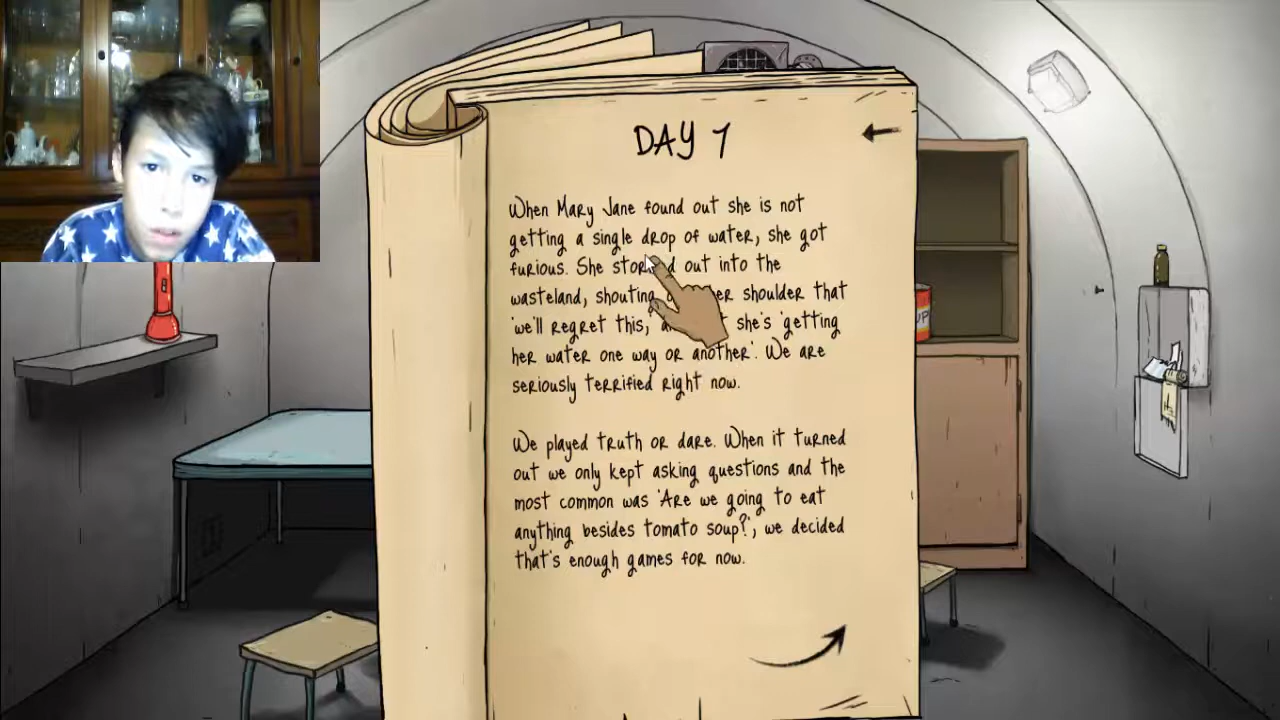 DAY 7
When Mary Jane found out she is not
getting a single drop of water, she got
furious. She out into the
wasteland, shouting shoulder that
'we'll regret this,' she's 'getting
her water one way or another'. We are
seriously terrified right now.
We played truth or dare. When it turned
out we only kept asking questions and the
most common was 'Are we going to eat
anything besides tomato soup?', we decided
that's enough games for now.
UP